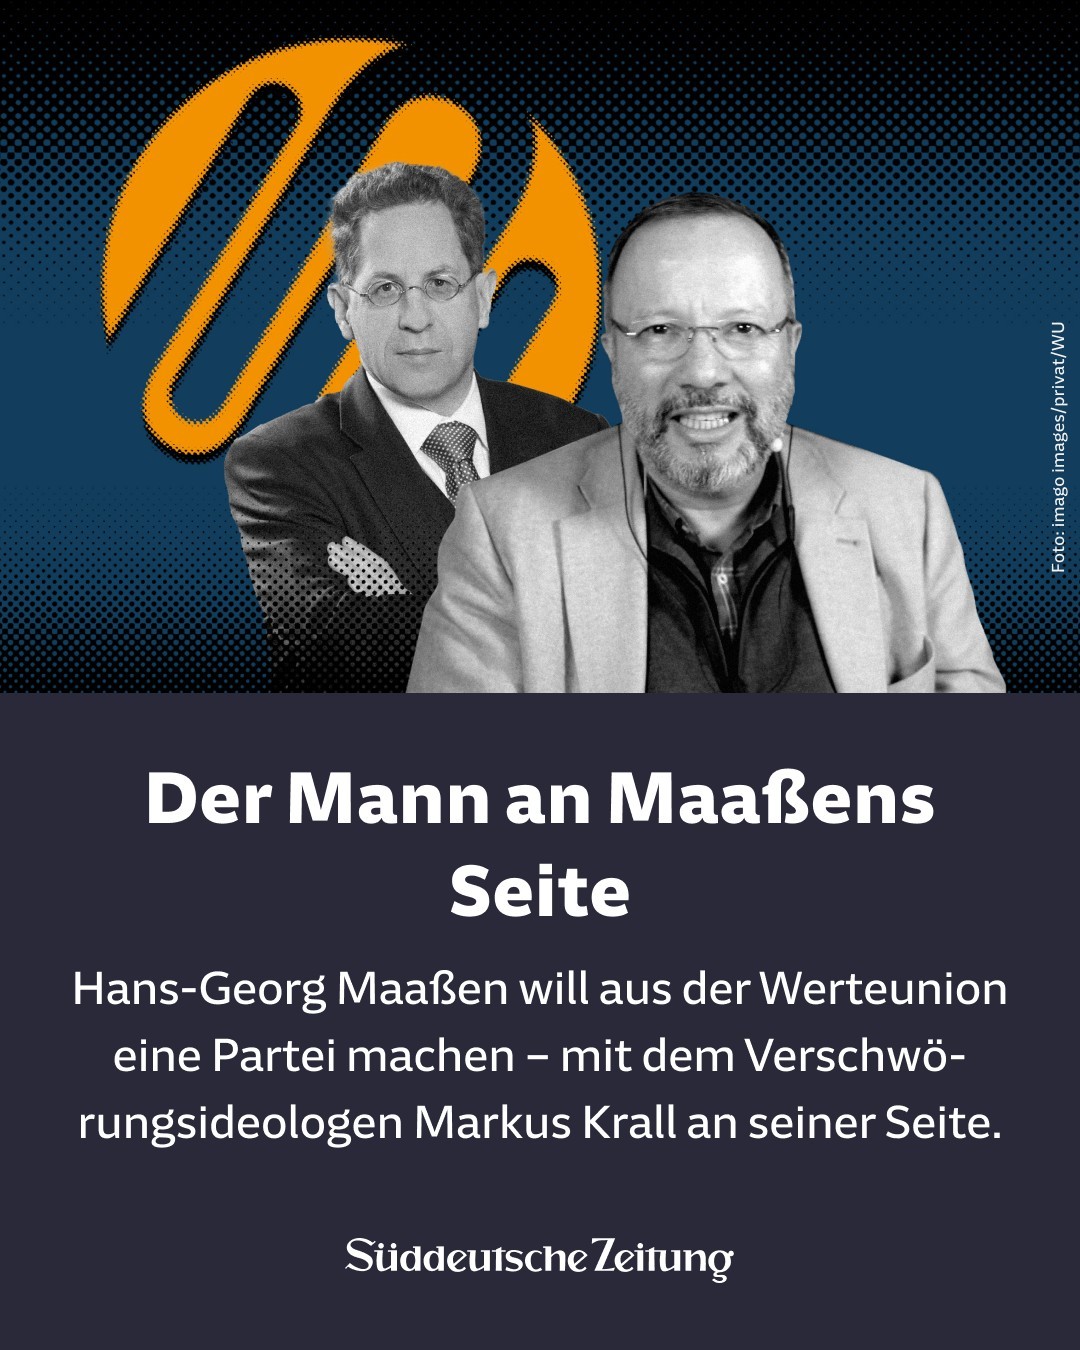 Foto: imago images/privat/WU
Der Mann an Maaßens
Seite
Hans-Georg Maaßen will aus der Werteunion
eine Partei machen – mit dem Verschwö-
rungsideologen Markus Krall an seiner Seite.
Süddeutsche Zeitung